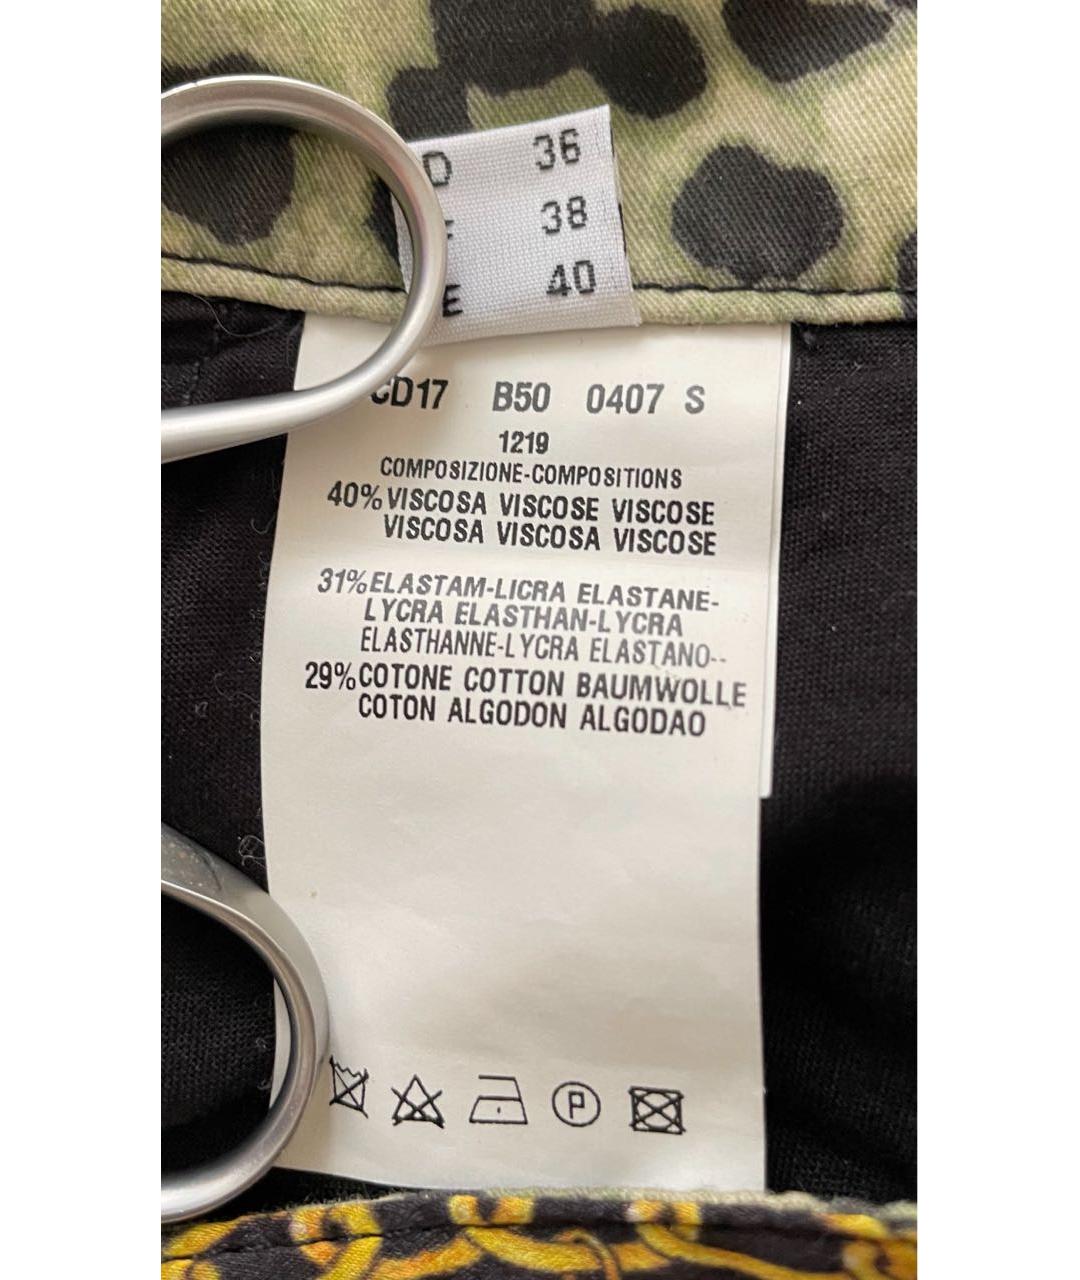 D 36
38
E 40
CD17 B50 0407 S
1219
COMPOSIZIONE-COMPOSITIONS
40% VISCOSA VISCOSE VISCOSE
VISCOSA VISCOSA VISCOSE
31% ELASTAM-LICRA ELASTANE-
LYCRA ELASTHAN-LYCRA
ELASTHANNE-LYCRA ELASTANO--
29% COTONE COTTON BAUMWOLLE
COTON ALGODON ALGODAO
P